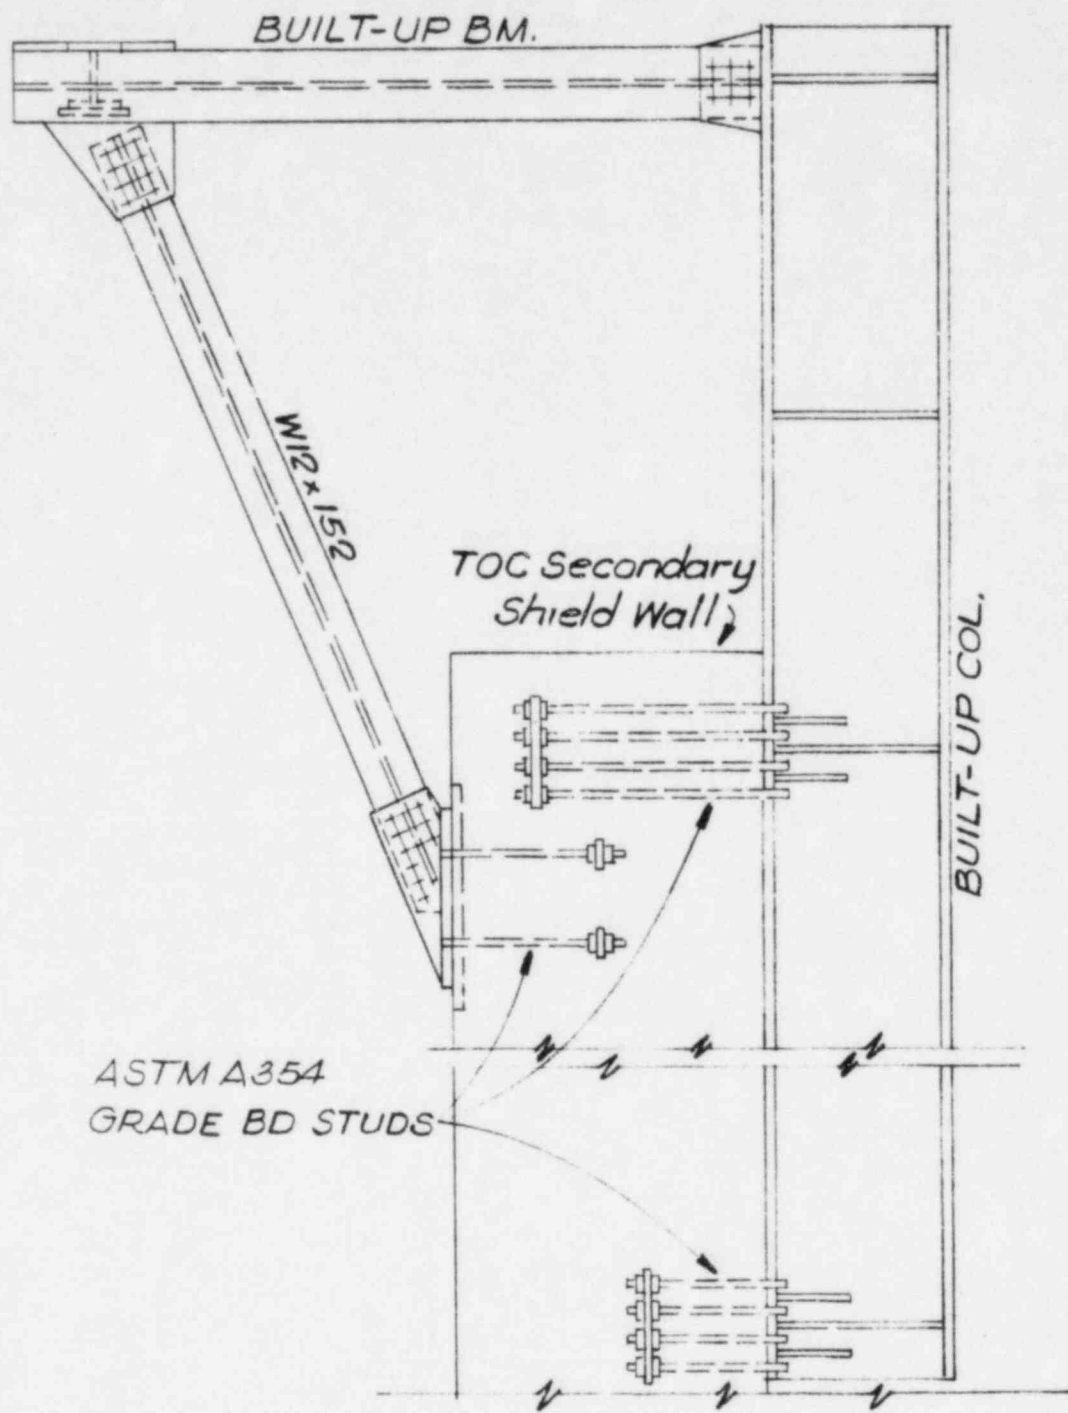 BUILT-UP BM.
W12 x 152
TOC Secondary
Shield Wall
BUILT-UP COL.
ASTM A354
GRADE BD STUDS